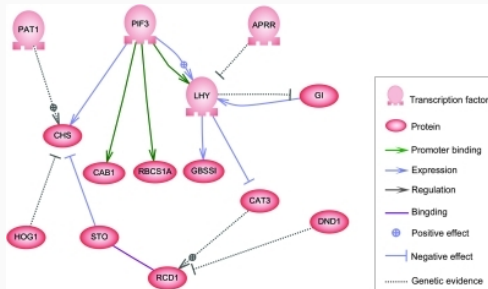 PAT1
PIF3
APRR
LHY
GI
CHS
CAB1
RBCS1A
GBSSI
CAT3
HOG1
STO
DND1
RCD1
Transcription factor
Protein
Promoter binding
Expression
Regulation
Bingding
Positive effect
Negative effect
Genetic evidence